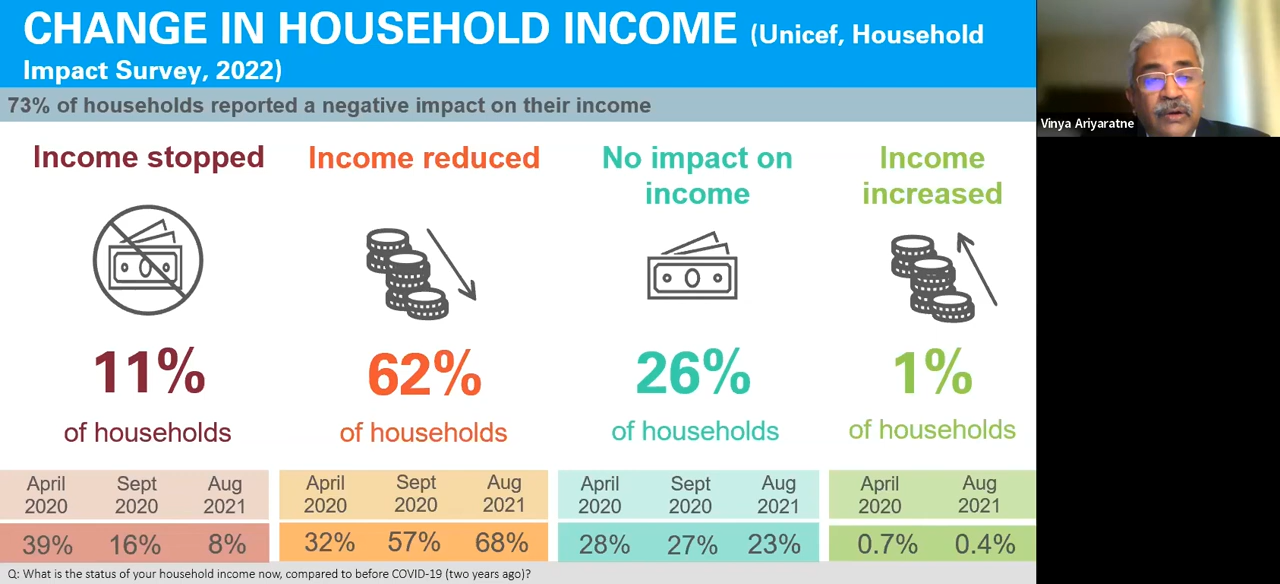 CHANGE IN HOUSEHOLD INCOME (Unicef, Household
Impact Survey, 2022)
73% of households reported a negative impact on their income
Income stopped
11%
of households
April 2020 Sept 2020 Aug 2021
39% 16% 8%
Income reduced
62%
of households
April 2020 Sept 2020 Aug 2021
32% 57% 68%
No impact on
income
26%
of households
April 2020 Sept 2020 Aug 2021
28% 27% 23%
Income
increased
1%
of households
April 2020 Aug 2021
0.7% 0.4%
Q: What is the status of your household income now, compared to before COVID-19 (two years ago)?
Vinya Ariyaratne